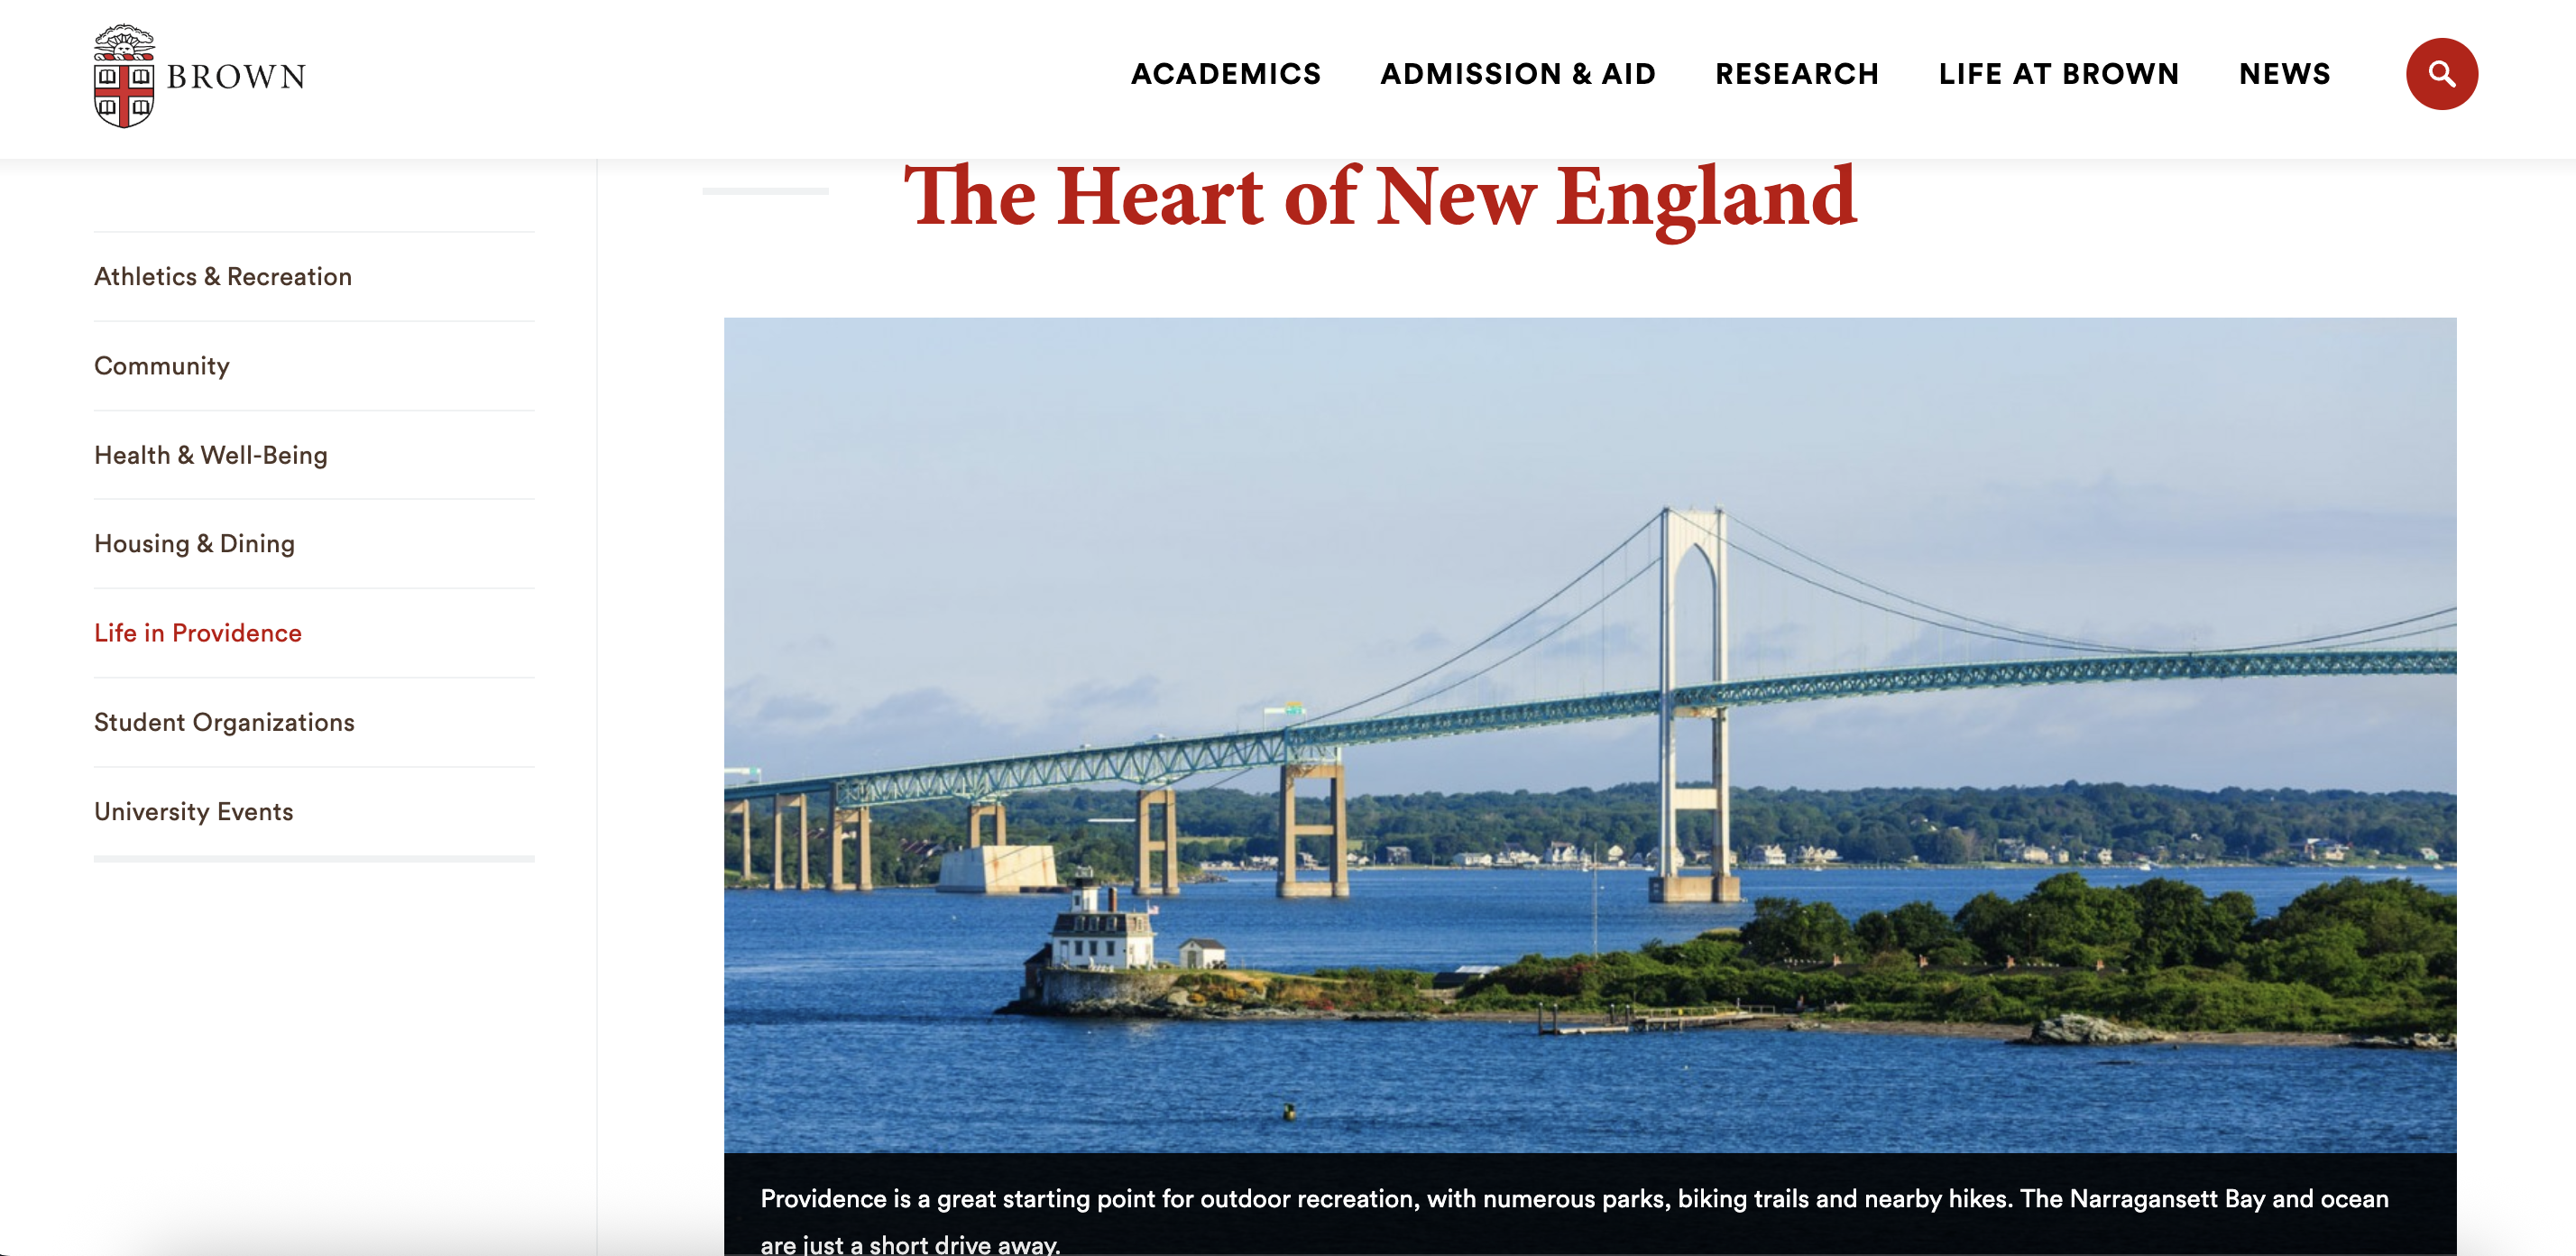 BROWN
ACADEMICS
ADMISSION & AID
RESEARCH
LIFE AT BROWN
NEWS
The Heart of New England
Athletics & Recreation
Community
Health & Well-Being
Housing & Dining
Life in Providence
Student Organizations
University Events
Providence is a great starting point for outdoor recreation, with numerous parks, biking trails and nearby hikes. The Narragansett Bay and ocean
are just a short drive away.